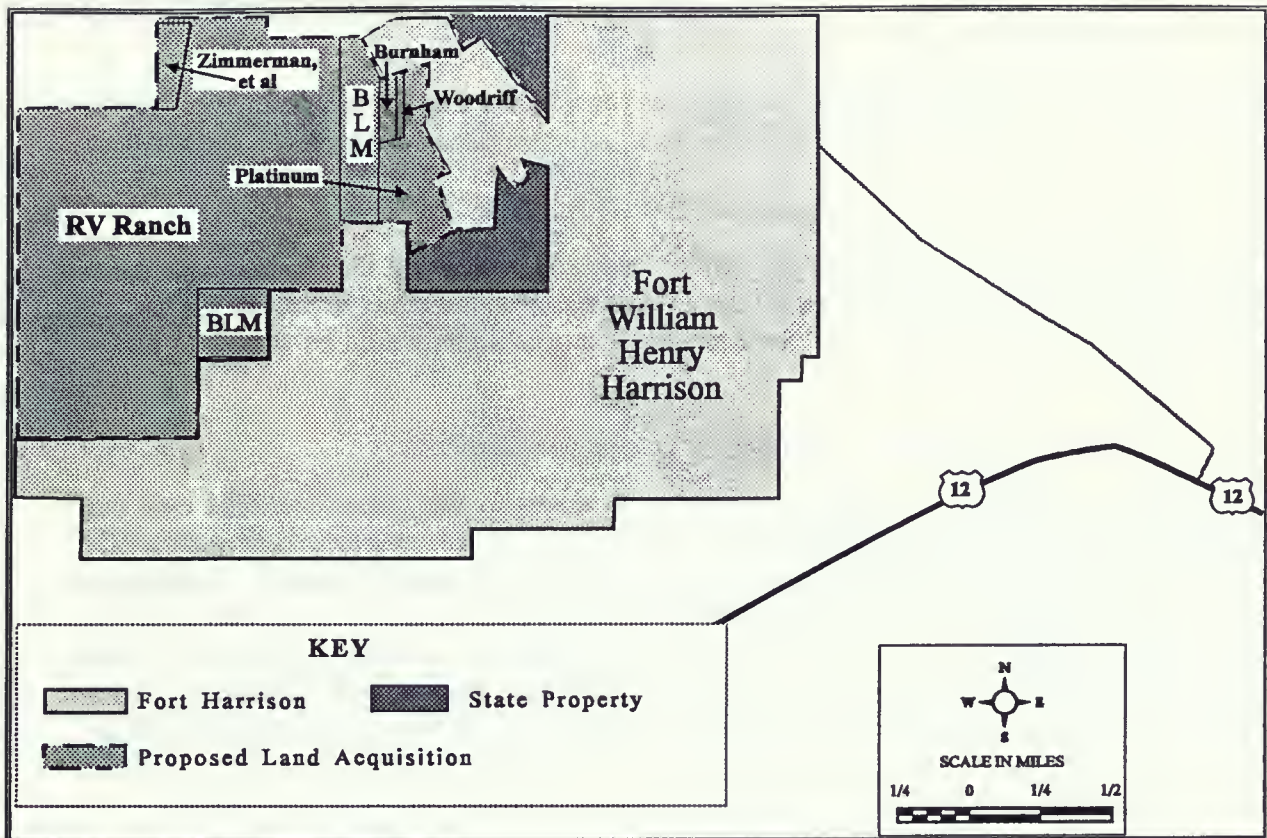 Burnham
Zimmerman,
et al
B
L
M
Woodriff
Platinum
RV Ranch
BLM
Fort
William
Henry
Harrison
12
12
KEY
Fort Harrison
State Property
Proposed Land Acquisition
N
W
E
S
SCALE IN MILES
1/4 0 1/4 1/2